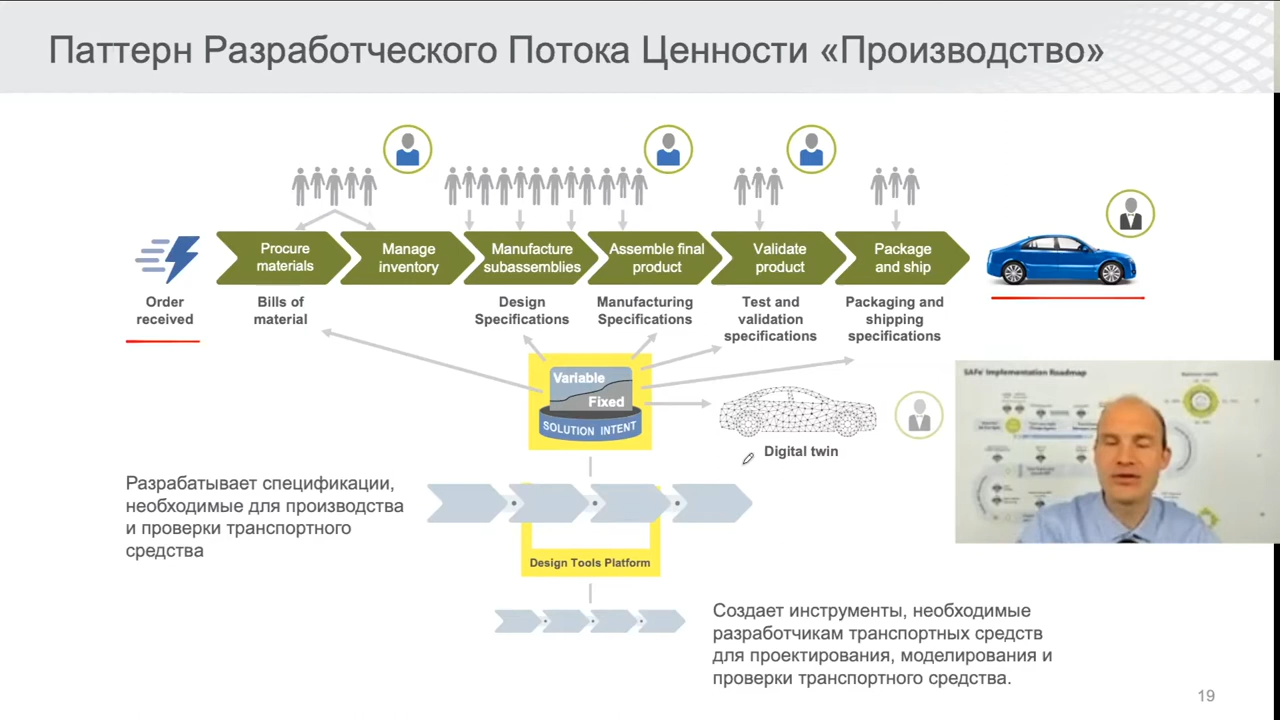 Паттерн Разработческого Потока Ценности «Производство»
Procure
materials
Manage
inventory
Manufacture
subassemblies
Assemble final
product
Validate
product
Package
and ship
Order
received
Bills of
material
Design
Specifications
Manufacturing
Specifications
Test and
validation
specifications
Packaging and
shipping
specifications
Variable
Fixed
SOLUTION INTENT
Digital twin
SAFe Implementation Roadmap
Разрабатывает спецификации,
необходимые для производства
и проверки транспортного
средства
Design Tools Platform
Создает инструменты, необходимые
разработчикам транспортных средств
для проектирования, моделирования и
проверки транспортного средства.
19